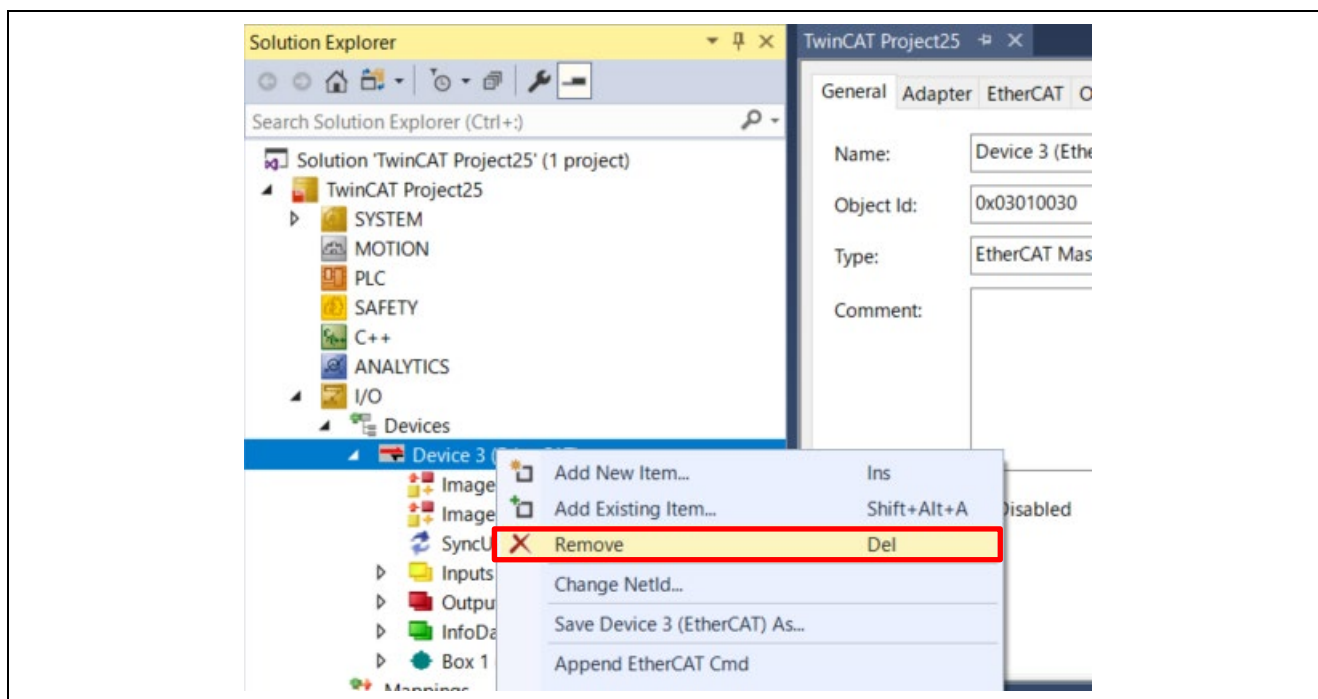 Solution Explorer
Search Solution Explorer (Ctrl+:)
Solution 'TwinCAT Project25' (1 project)
TwinCAT Project25
SYSTEM
MOTION
PLC
SAFETY
C++
ANALYTICS
I/O
Devices
Device 3
Image
Image
SyncU
Inputs
Outpu
InfoDa
Box 1
Mappings
Add New Item... Ins
Add Existing Item... Shift+Alt+A
Remove Del
Change NetId...
Save Device 3 (EtherCAT) As...
Append EtherCAT Cmd
TwinCAT Project25
General Adapter EtherCAT O
Name: Device 3 (Ethe
Object Id: 0x03010030
Type: EtherCAT Mas
Comment:
Disabled